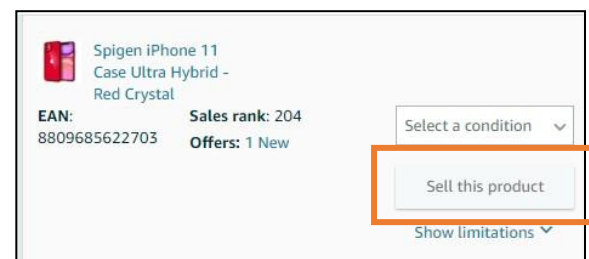 Spigen iPhone 11
Case Ultra Hybrid -
Red Crystal
EAN:
8809685622703
Sales rank: 204
Offers: 1 New
Select a condition
Sell this product
Show limitations